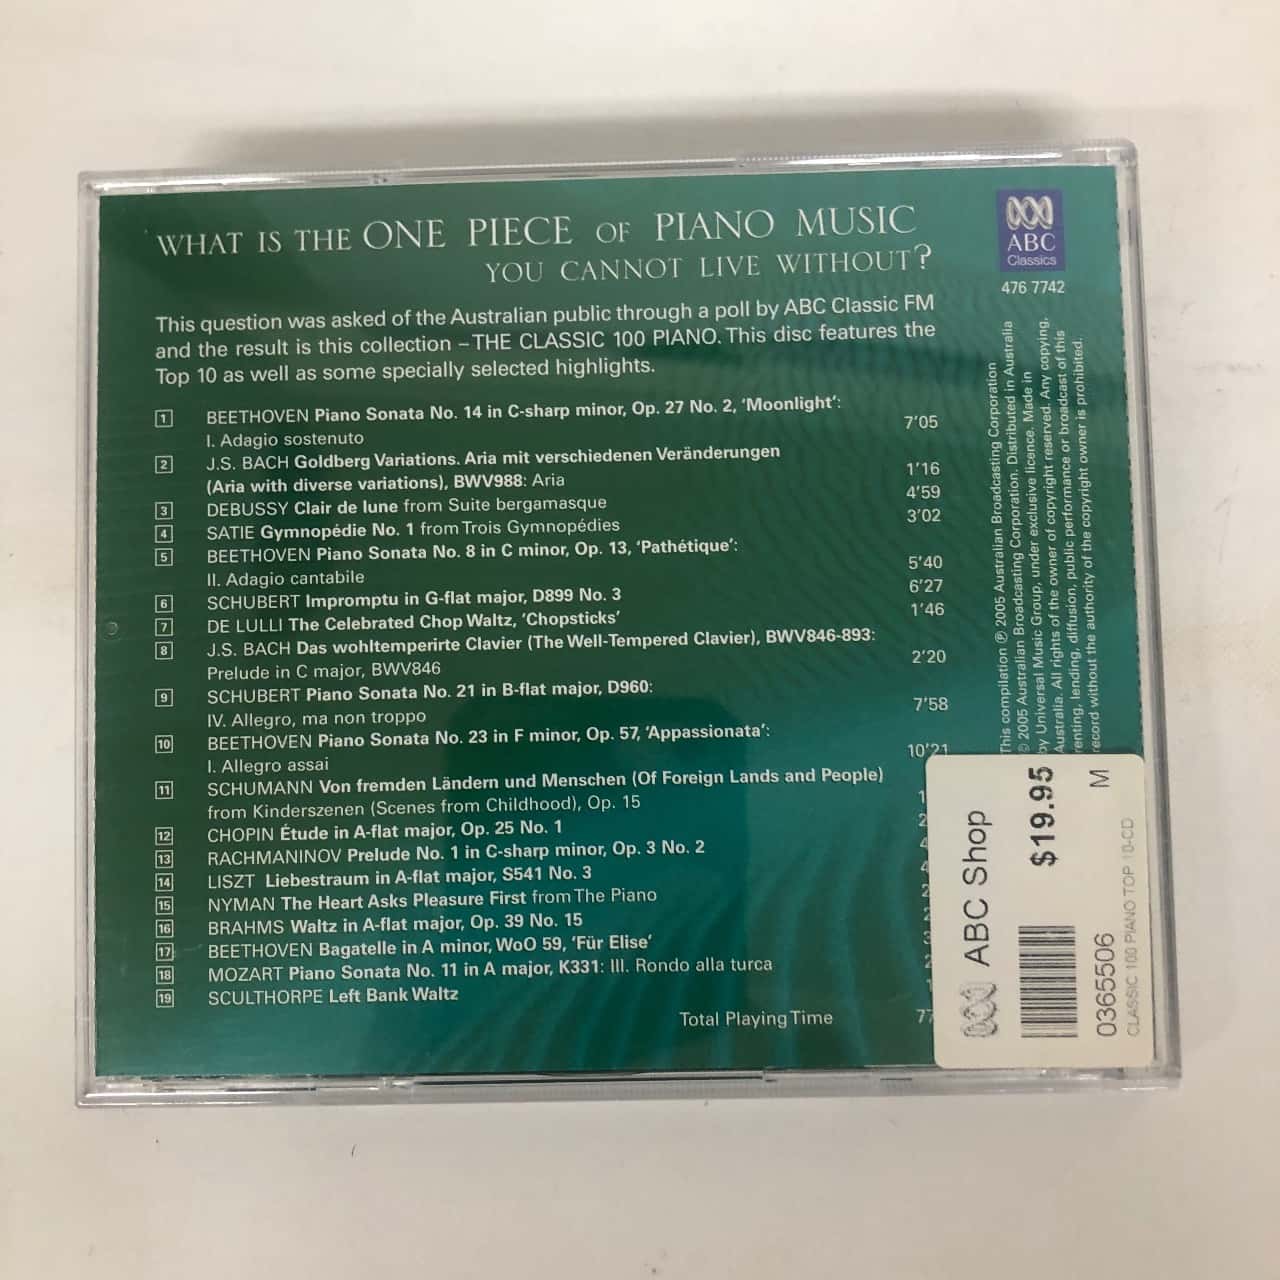 WHAT IS THE ONE PIECE OF PIANO MUSIC
YOU CANNOT LIVE WITHOUT?
This question was asked of the Australian public through a poll by ABC Classic FM
and the result is this collection – THE CLASSIC 100 PIANO. This disc features the
Top 10 as well as some specially selected highlights.
1 BEETHOVEN Piano Sonata No. 14 in C-sharp minor, Op. 27 No. 2, ‘Moonlight’:
I. Adagio sostenuto 7’05
2 J.S. BACH Goldberg Variations. Aria mit verschiedenen Veränderungen
(Aria with diverse variations), BWV988: Aria 1’16
3 DEBUSSY Clair de lune from Suite bergamasque 4’59
4 SATIE Gymnopédie No. 1 from Trois Gymnopédies 3’02
5 BEETHOVEN Piano Sonata No. 8 in C minor, Op. 13, ‘Pathétique’:
II. Adagio cantabile 5’40
6 SCHUBERT Impromptu in G-flat major, D899 No. 3 6’27
7 DE LULLI The Celebrated Chop Waltz, ‘Chopsticks’ 1’46
8 J.S. BACH Das wohltemperirte Clavier (The Well-Tempered Clavier), BWV846-893:
Prelude in C major, BWV846 2’20
9 SCHUBERT Piano Sonata No. 21 in B-flat major, D960:
IV. Allegro, ma non troppo 7’58
10 BEETHOVEN Piano Sonata No. 23 in F minor, Op. 57, ‘Appassionata’:
I. Allegro assai 10’21
11 SCHUMANN Von fremden Ländern und Menschen (Of Foreign Lands and People)
from Kinderszenen (Scenes from Childhood), Op. 15
12 CHOPIN Étude in A-flat major, Op. 25 No. 1
13 RACHMANINOV Prelude No. 1 in C-sharp minor, Op. 3 No. 2
14 LISZT Liebestraum in A-flat major, S541 No. 3
15 NYMAN The Heart Asks Pleasure First from The Piano
16 BRAHMS Waltz in A-flat major, Op. 39 No. 15
17 BEETHOVEN Bagatelle in A minor, WoO 59, ‘Für Elise’
18 MOZART Piano Sonata No. 11 in A major, K331: III. Rondo alla turca
19 SCULTHORPE Left Bank Waltz
Total Playing Time 77
ABC
Classics
476 7742
This compilation ℗ 2005 Australian Broadcasting Corporation
© 2005 Australian Broadcasting Corporation. Distributed in Australia
by Universal Music Group, under exclusive licence. Made in
Australia. All rights of the owner of copyright reserved. Any copying,
renting, lending, diffusion, public performance or broadcast of this
record without the authority of the copyright owner is prohibited.
ABC Shop
$19.95
M
0365506
CLASSIC 100 PIANO TOP 10-CD